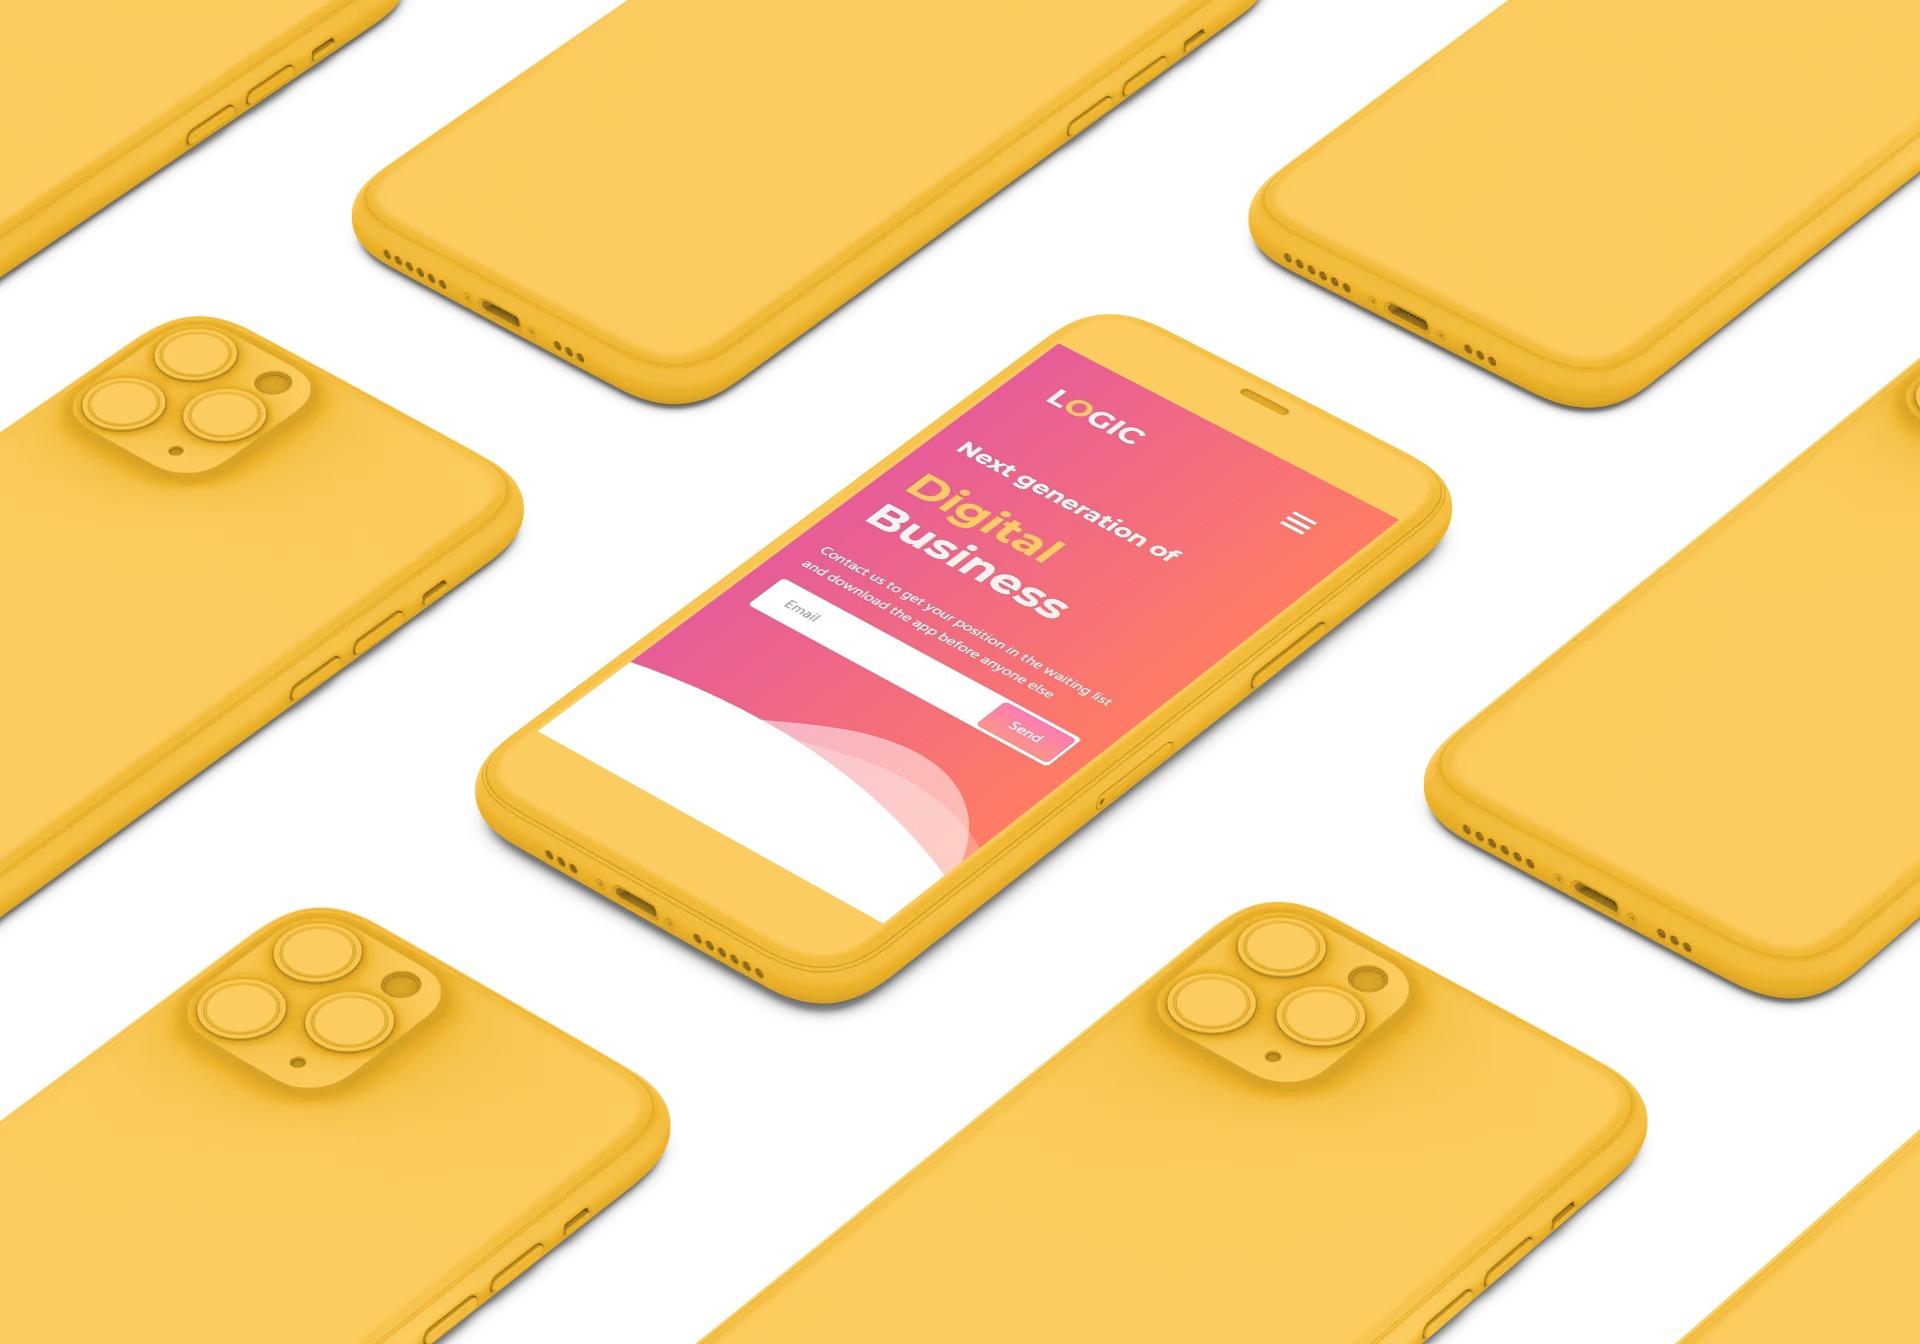 LOGIC
Next generation of
Digital
Business
Contact us to get your position in the waiting list
and download the app before anyone else
Email
Send